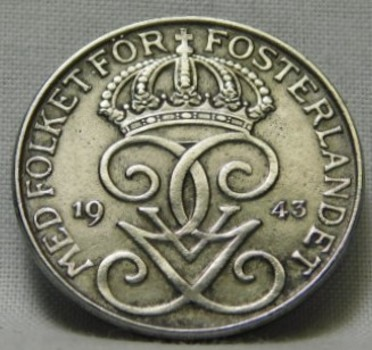 MED FOLKET FÖR FOSTERLANDET
19 43